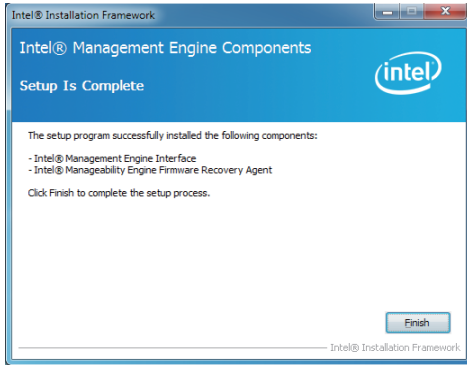 Intel® Installation Framework
Intel® Management Engine Components
Setup Is Complete
(intel)
The setup program successfully installed the following components:
- Intel® Management Engine Interface
- Intel® Manageability Engine Firmware Recovery Agent
Click Finish to complete the setup process.
Finish
Intel® Installation Framework